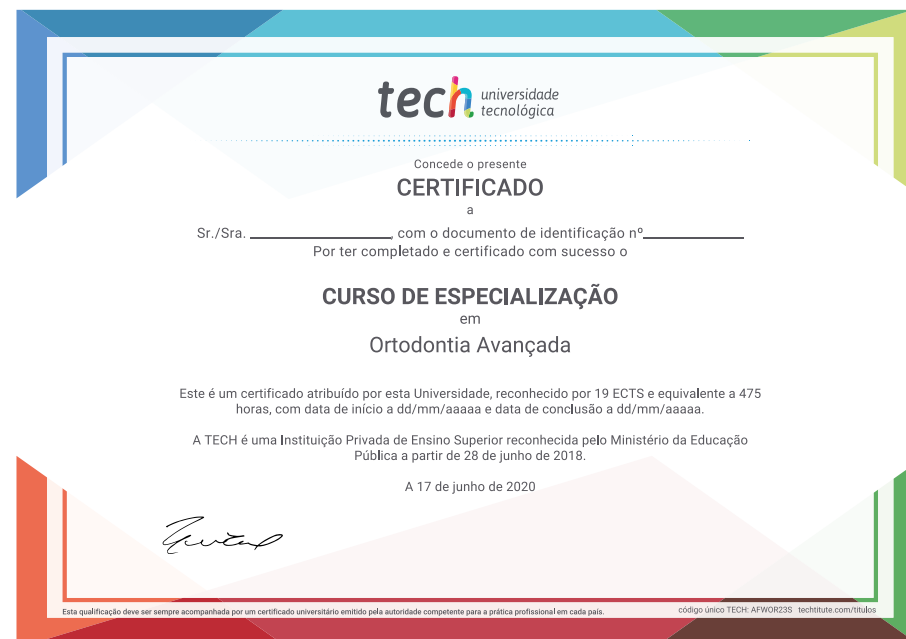 tech universidade
tecnológica
Concede o presente
CERTIFICADO
a
Sr./Sra. , com o documento de identificação nº
Por ter completado e certificado com sucesso o
CURSO DE ESPECIALIZAÇÃO
em
Ortodontia Avançada
Este é um certificado atribuído por esta Universidade, reconhecido por 19 ECTS e equivalente a 475
horas, com data de início a dd/mm/aaaaa e data de conclusão a dd/mm/aaaaa.
A TECH é uma Instituição Privada de Ensino Superior reconhecida pelo Ministério da Educação
Pública a partir de 28 de junho de 2018.
A 17 de junho de 2020
Esta qualificação deve ser sempre acompanhada por um certificado universitário emitido pela autoridade competente para a prática profissional em cada país.
código único TECH: AFWOR23S techtitute.com/titulos